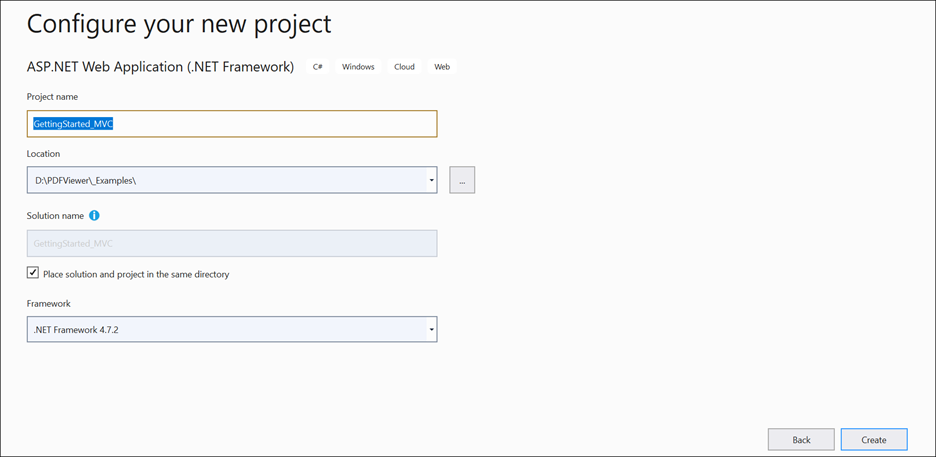 Configure your new project
ASP.NET Web Application (.NET Framework) C# Windows Cloud Web
Project name
GettingStarted_MVC
Location
D:\PDFViewer\_Examples\
...
Solution name
GettingStarted_MVC
Place solution and project in the same directory
Framework
.NET Framework 4.7.2
Back Create